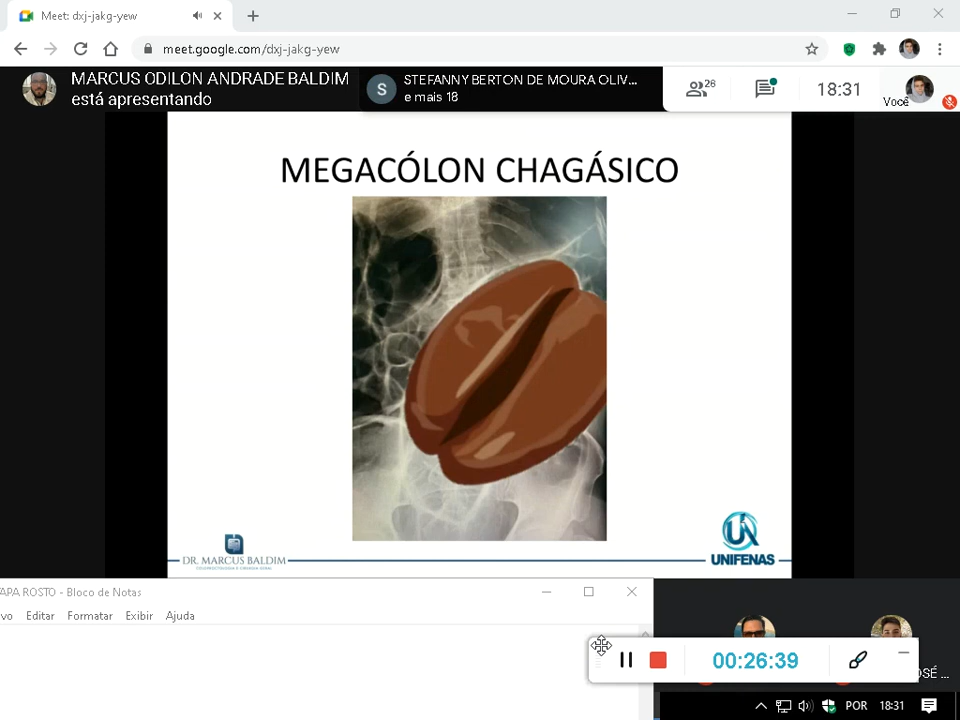 Meet: dxj-jakg-yew
meet.google.com/dxj-jakg-yew
MARCUS ODILON ANDRADE BALDIM
está apresentando
S
STEFANNY BERTON DE MOURA OLIV...
e mais 18
28
18:31
Você
MEGACÓLON CHAGÁSICO
DR. MARCUS BALDIM
UNIFENAS
APA ROSTO - Bloco de Notas
vo Editar Formatar Exibir Ajuda
00:26:39
OSÉ ...
POR 18:31